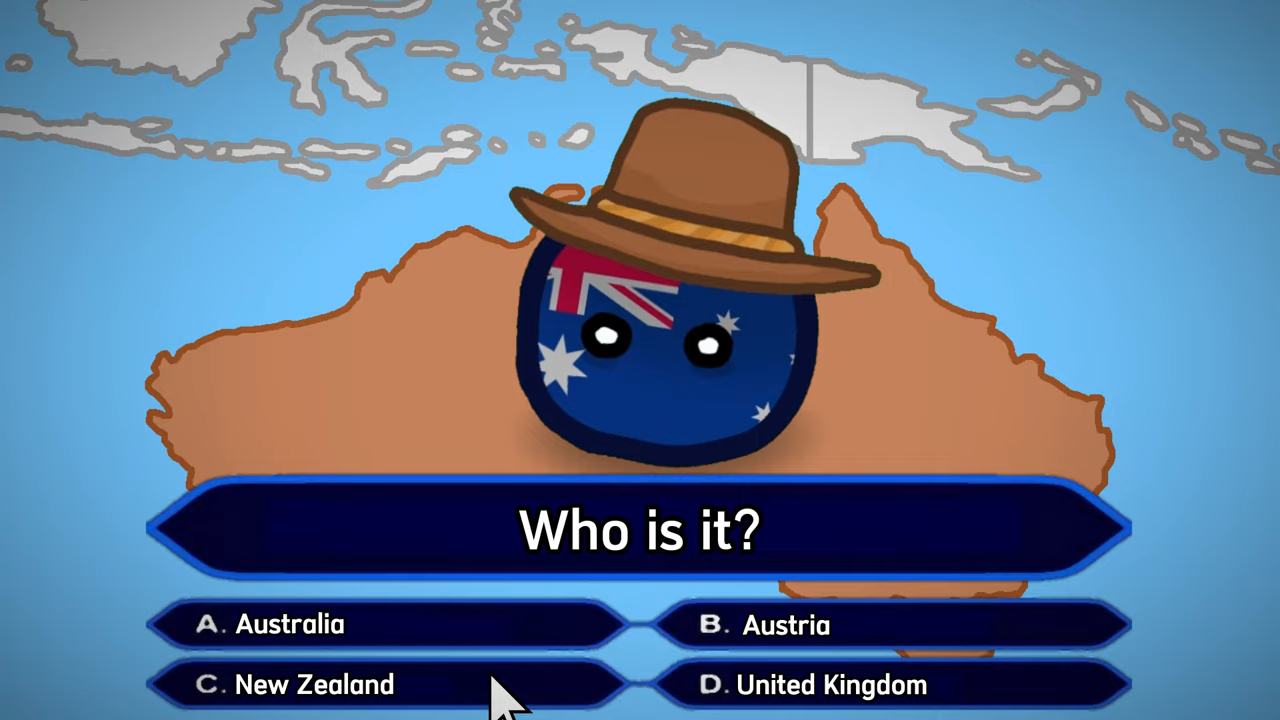 Who is it?
A. Australia
B. Austria
C. New Zealand
D. United Kingdom